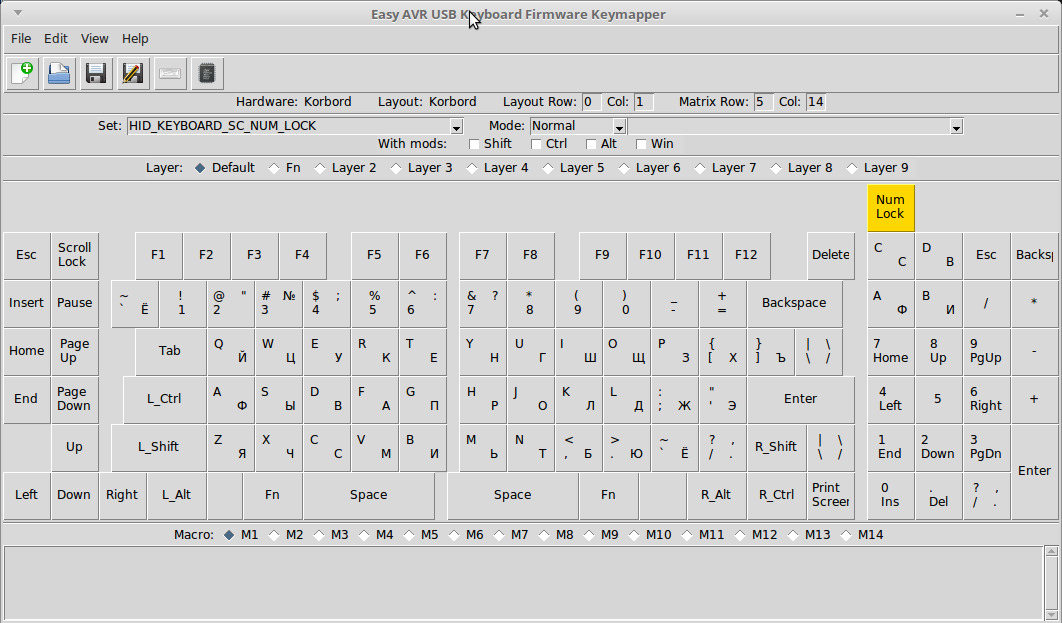 Easy AVR USB Keyboard Firmware Keymapper
File Edit View Help
Hardware: Korbord Layout: Korbord Layout Row: 0 Col: 1 Matrix Row: 5 Col: 14
Set: HID_KEYBOARD_SC_NUM_LOCK Mode: Normal
With mods: Shift Ctrl Alt Win
Layer: Default Fn Layer 2 Layer 3 Layer 4 Layer 5 Layer 6 Layer 7 Layer 8 Layer 9
Num
Lock
Esc Scroll Lock F1 F2 F3 F4 F5 F6 F7 F8 F9 F10 F11 F12 Delete C C D B Esc Backsp
Insert Pause ~ ` Ё ! 1 @ " 2 # № 3 $ ; 4 % 5 ^ : 6 & ? 7 * 8 ( 9 ) 0 _ - + = Backspace A Ф B И / *
Home Page Up Tab Q Й W Ц E У R К T Е Y Н U Г I Ш O Щ P З { [ Х } ] Ъ | \ \ / 7 Home 8 Up 9 PgUp -
End Page Down L_Ctrl A Ф S Ы D В F А G П H Р J О K Л L Д : ; Ж " ' Э Enter 4 Left 5 6 Right +
Up L_Shift Z Я X Ч C С V М B И M Ь N Т < , Б > . Ю ~ ` Ё ? , / . R_Shift | \ \ / 1 End 2 Down 3 PgDn Enter
Left Down Right L_Alt Fn Space Space Fn R_Alt R_Ctrl Print Screen 0 Ins . Del ? , / .
Macro: M1 M2 M3 M4 M5 M6 M7 M8 M9 M10 M11 M12 M13 M14